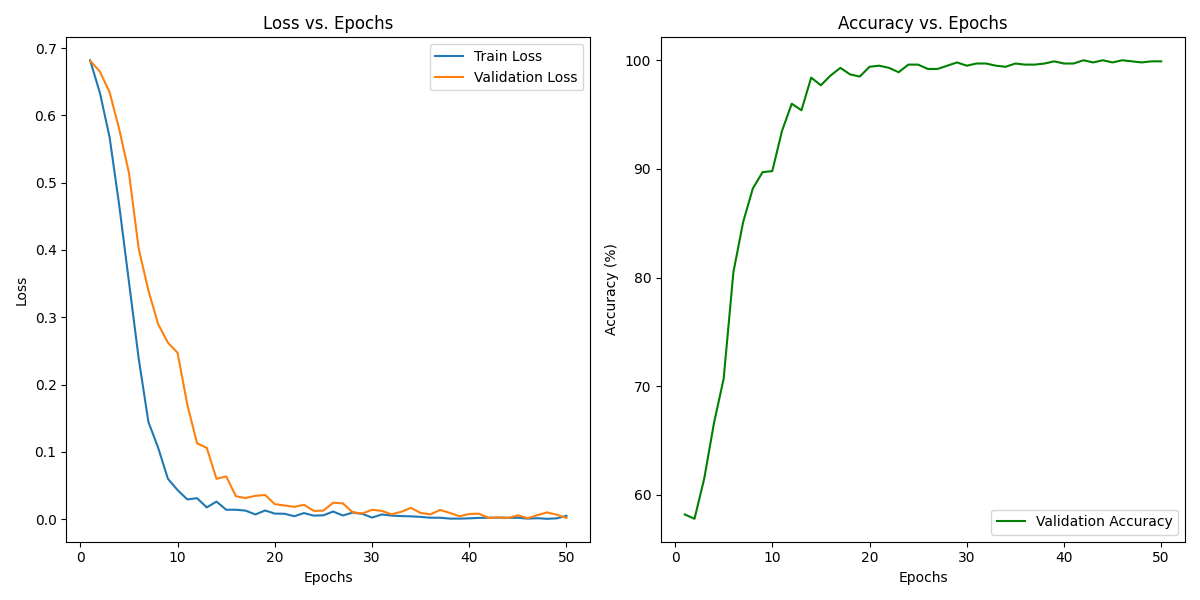 Loss vs. Epochs
0.7
0.6
0.5
0.4
0.3
0.2
0.1
0.0
Loss
Train Loss
Validation Loss
0 10 20 30 40 50
Epochs
Accuracy vs. Epochs
100
90
80
70
60
Accuracy (%)
Validation Accuracy
0 10 20 30 40 50
Epochs